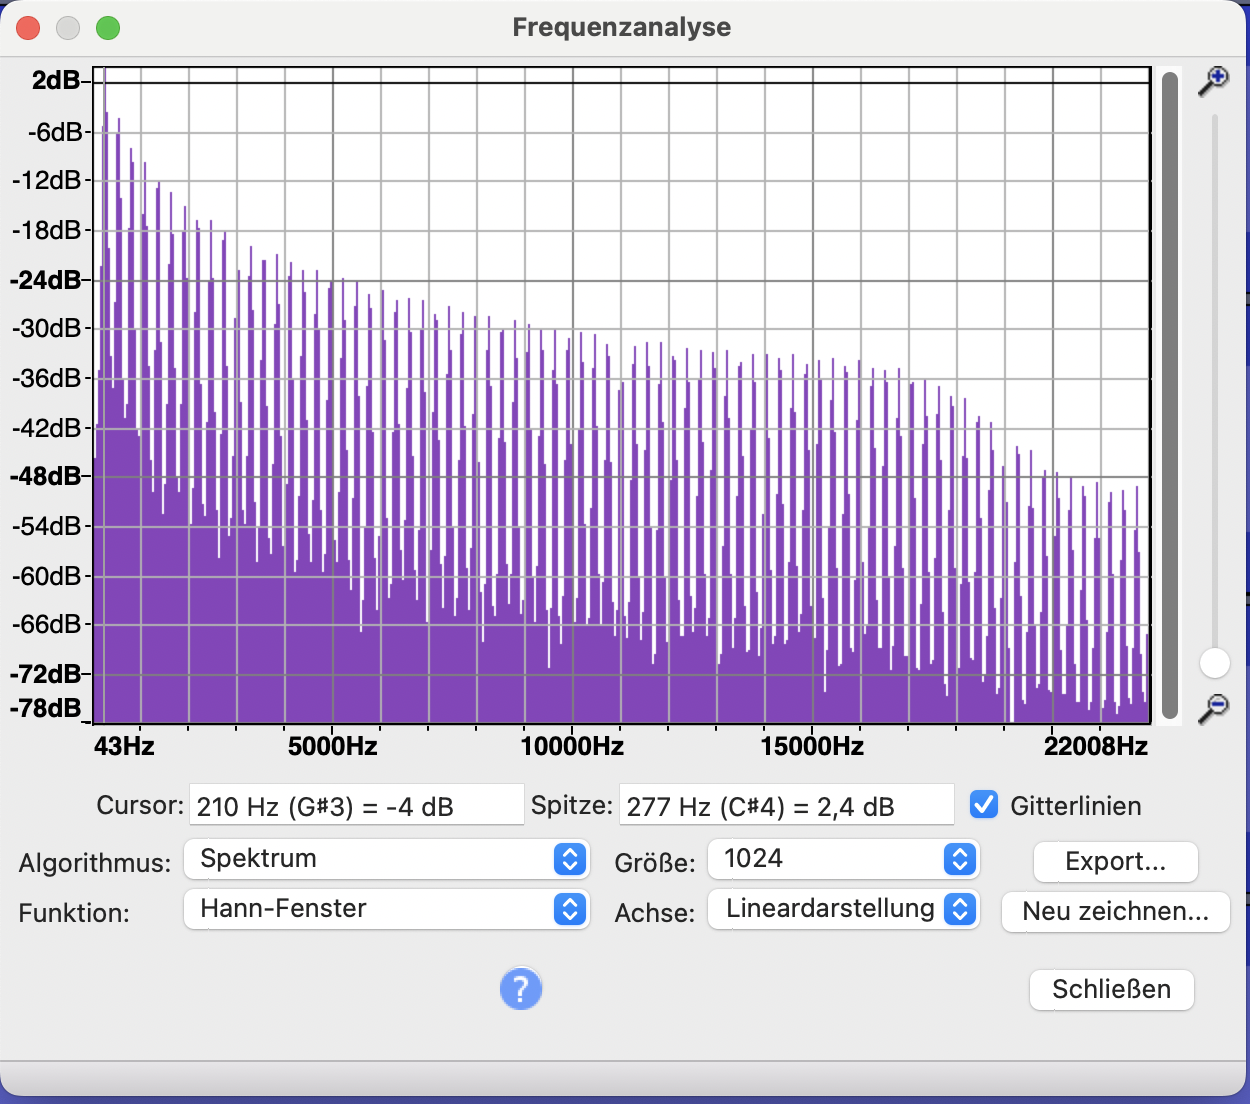 Frequenzanalyse
2dB
-6dB
-12dB
-18dB
-24dB
-30dB
-36dB
-42dB
-48dB
-54dB
-60dB
-66dB
-72dB
-78dB
43Hz 5000Hz 10000Hz 15000Hz 22008Hz
Cursor: 210 Hz (G#3) = -4 dB Spitze: 277 Hz (C#4) = 2,4 dB Gitterlinien
Algorithmus: Spektrum Größe: 1024 Export...
Funktion: Hann-Fenster Achse: Lineardarstellung Neu zeichnen...
? Schließen